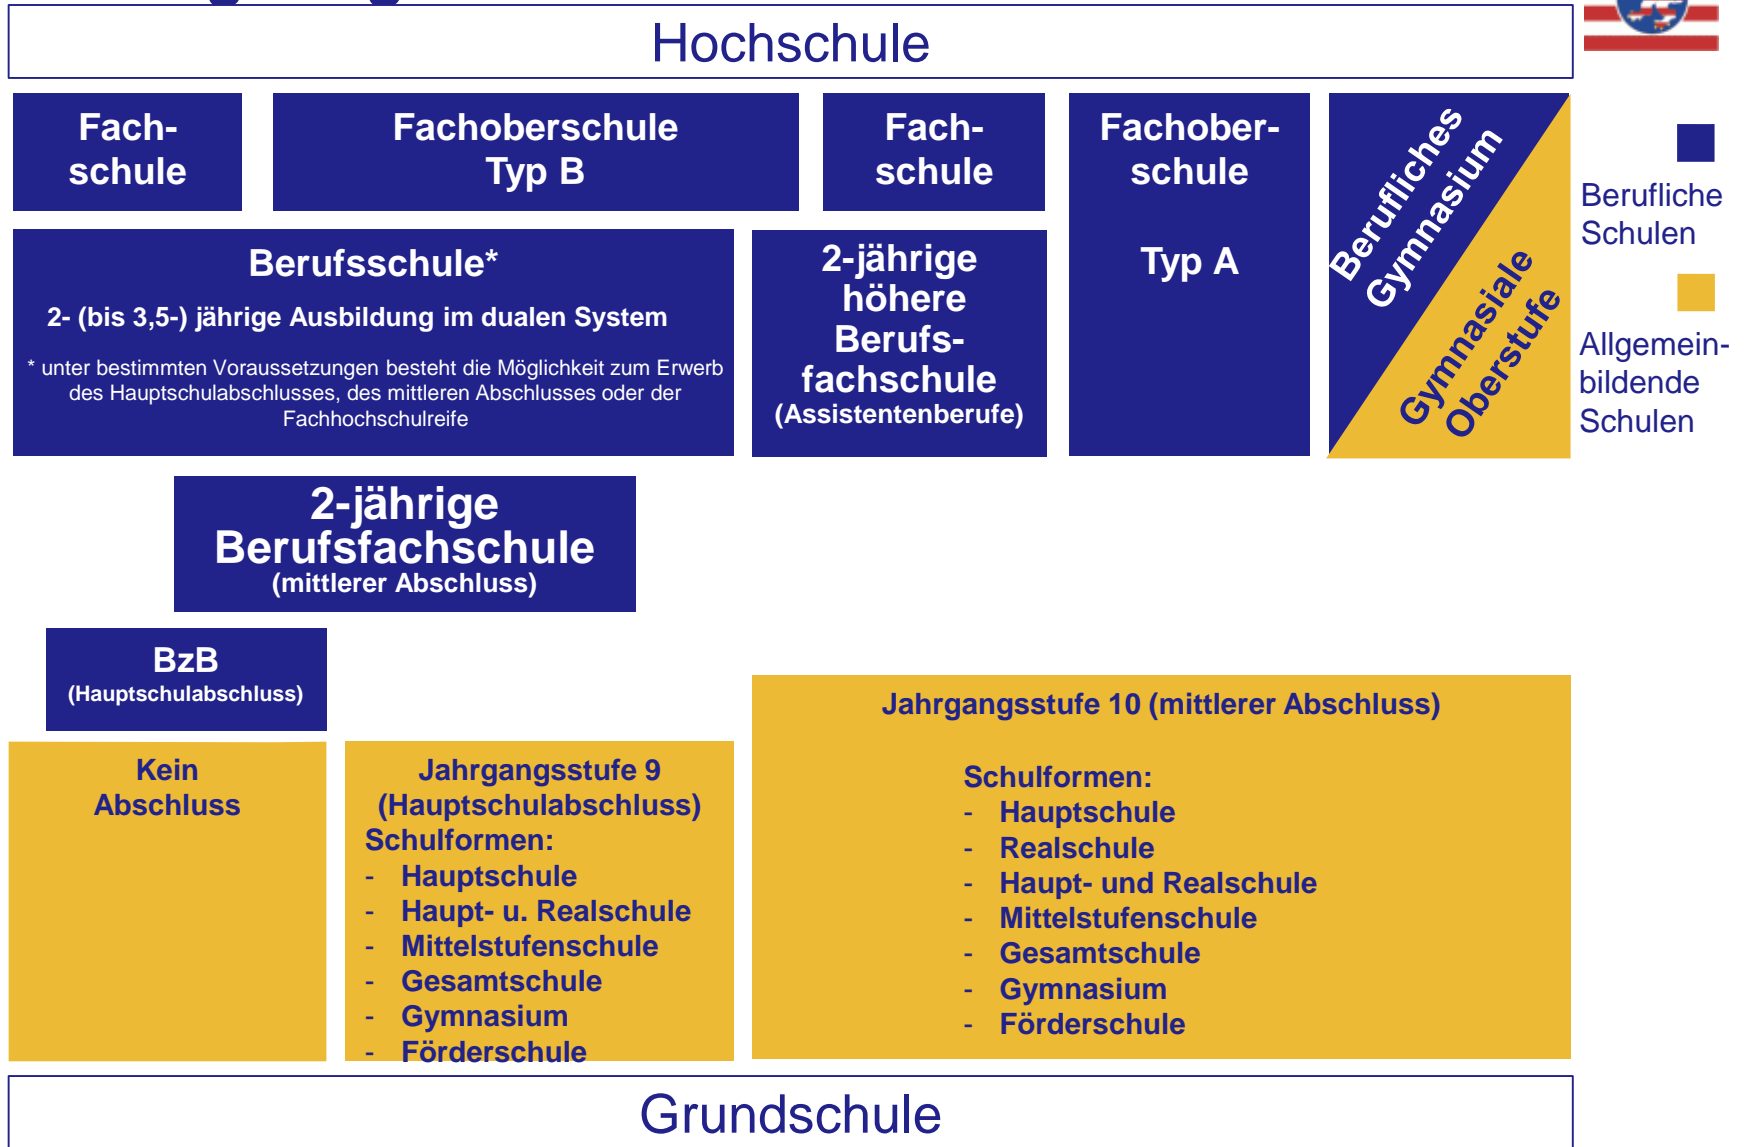 Hochschule
Fach-
schule
Fachoberschule
Typ B
Fach-
schule
Fachober-
schule
Typ A
Berufliches
Gymnasium
Gymnasiale
Oberstufe
Berufliche
Schulen
Allgemein-
bildende
Schulen
Berufsschule*
2- (bis 3,5-) jährige Ausbildung im dualen System
* unter bestimmten Voraussetzungen besteht die Möglichkeit zum Erwerb
des Hauptschulabschlusses, des mittleren Abschlusses oder der
Fachhochschulreife
2-jährige
höhere
Berufs-
fachschule
(Assistentenberufe)
2-jährige
Berufsfachschule
(mittlerer Abschluss)
BzB
(Hauptschulabschluss)
Kein
Abschluss
Jahrgangsstufe 9
(Hauptschulabschluss)
Schulformen:
- Hauptschule
- Haupt- u. Realschule
- Mittelstufenschule
- Gesamtschule
- Gymnasium
- Förderschule
Jahrgangsstufe 10 (mittlerer Abschluss)
Schulformen:
- Hauptschule
- Realschule
- Haupt- und Realschule
- Mittelstufenschule
- Gesamtschule
- Gymnasium
- Förderschule
Grundschule